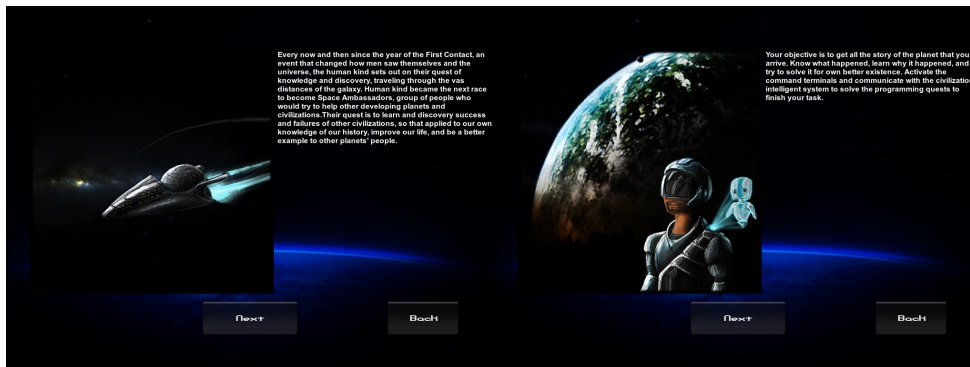 Every now and then since the year of the First Contact, an
event that changed how men saw themselves and the
universe, the human kind sets out on their quest of
knowledge and discovery, traveling through the vas
distances of the galaxy. Human kind became the next race
to become Space Ambassadors, group of people who
would try to help other developing planets and
civilizations.Their quest is to learn and discovery success
and failures of other civilizations, so that applied to our own
knowledge of our history, improve our life, and be a better
example to other planets' people.
Next
Back
Your objective is to get all the story of the planet that you
arrive. Know what happened, learn why it happened, and
try to solve it for own better existence. Activate the
command terminals and communicate with the civilizatio
intelligent system to solve the programming quests to
finish your task.
Next
Back